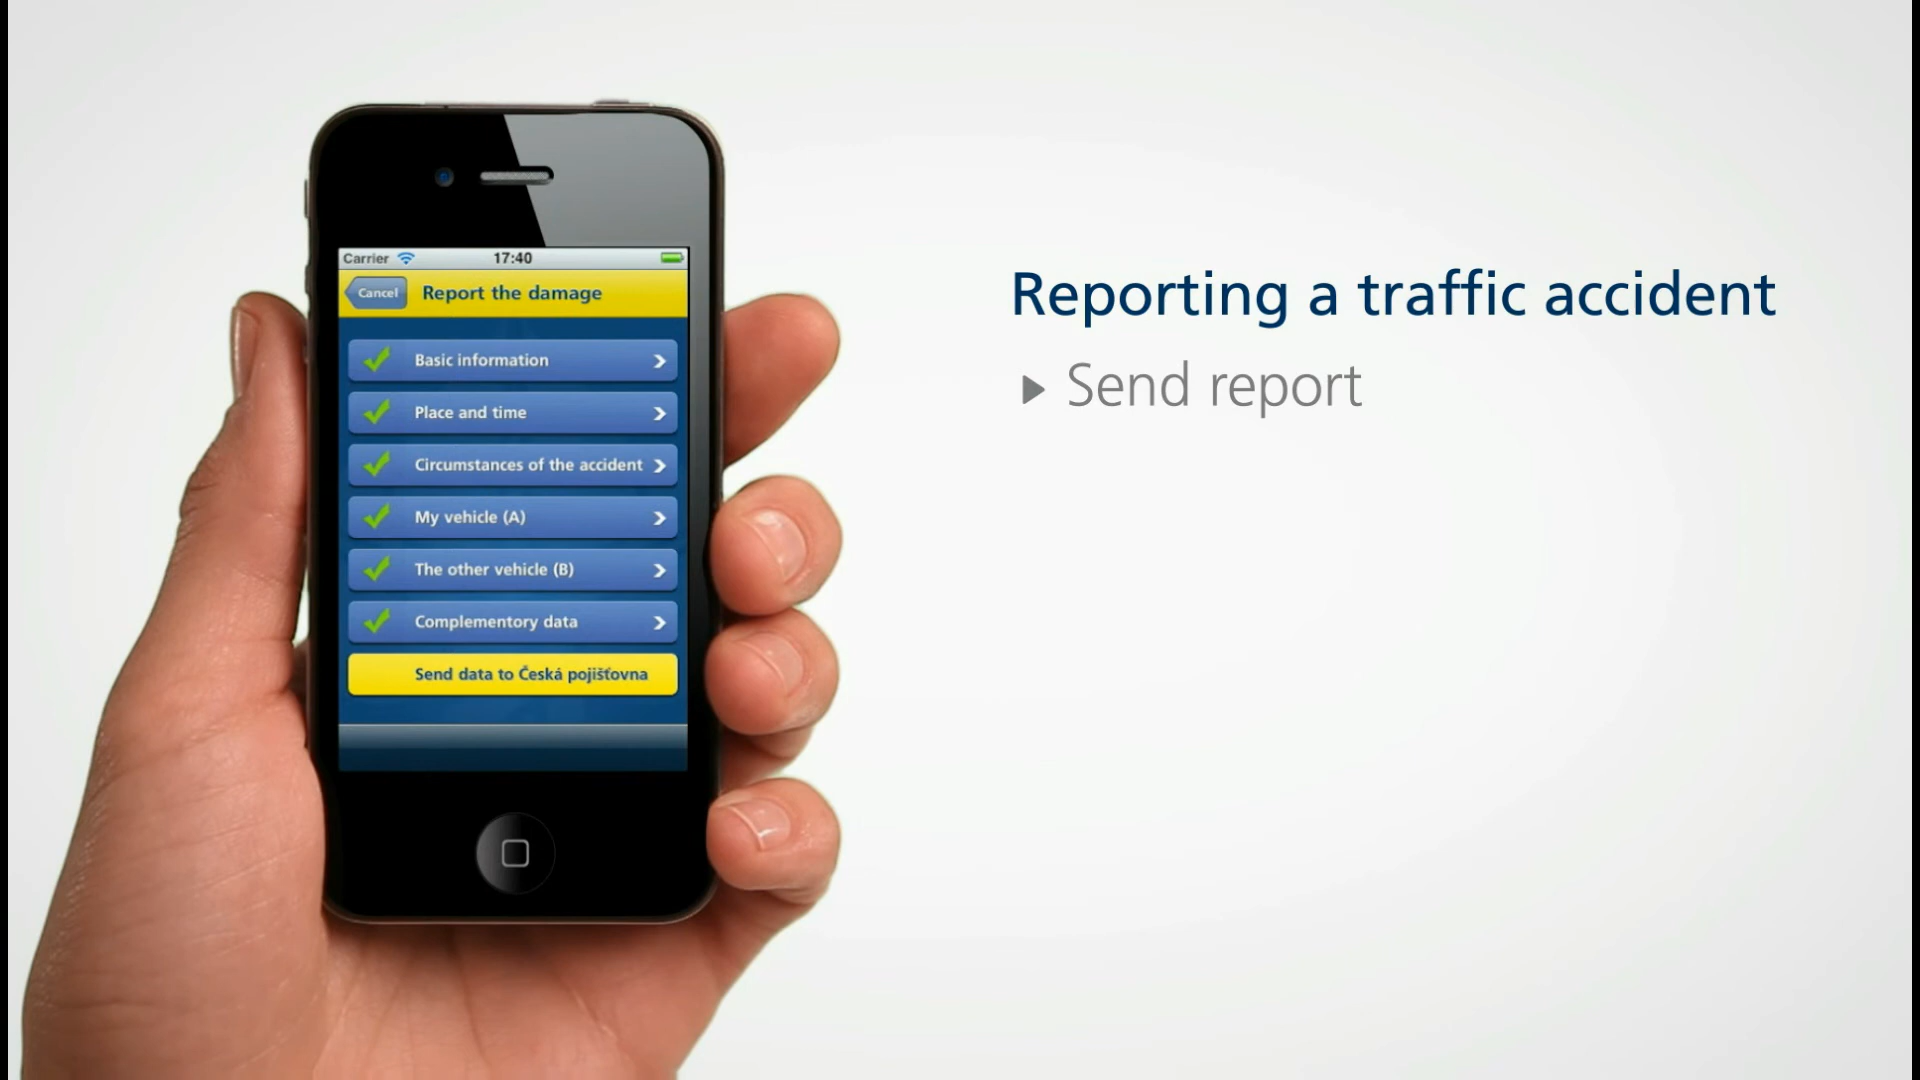 Carrier 17:40
Cancel Report the damage
Basic information
Place and time
Circumstances of the accident
My vehicle (A)
The other vehicle (B)
Complementory data
Send data to Česká pojišťovna
Reporting a traffic accident
Send report